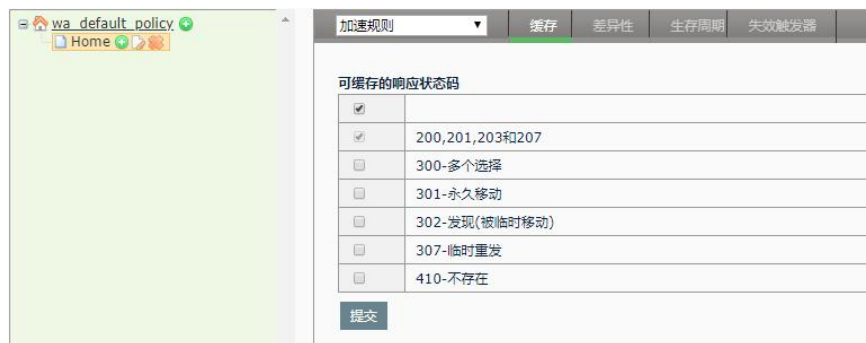 wa_default_policy
Home
加速规则 缓存 差异性 生存周期 失效触发器
可缓存的响应状态码
200,201,203和207
300-多个选择
301-永久移动
302-发现(被临时移动)
307-临时重发
410-不存在
提交